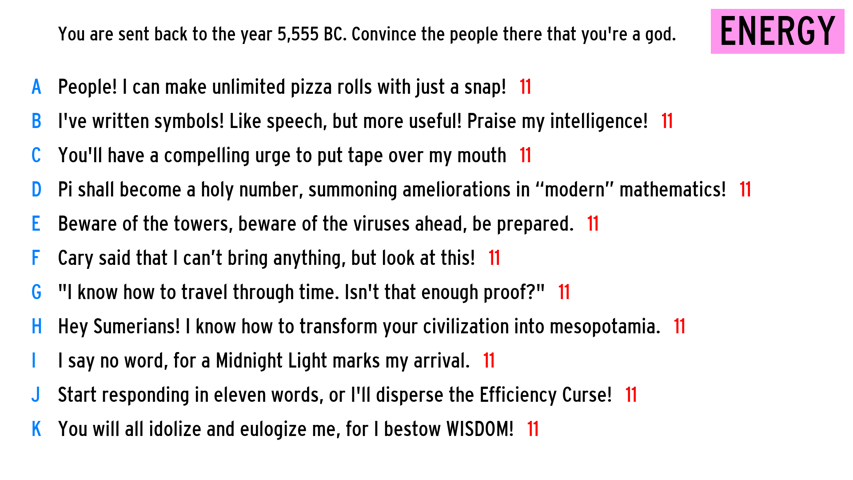 You are sent back to the year 5,555 BC. Convince the people there that you're a god.
ENERGY
A People! I can make unlimited pizza rolls with just a snap! 11
B I've written symbols! Like speech, but more useful! Praise my intelligence! 11
C You'll have a compelling urge to put tape over my mouth 11
D Pi shall become a holy number, summoning ameliorations in “modern” mathematics! 11
E Beware of the towers, beware of the viruses ahead, be prepared. 11
F Cary said that I can’t bring anything, but look at this! 11
G "I know how to travel through time. Isn't that enough proof?" 11
H Hey Sumerians! I know how to transform your civilization into mesopotamia. 11
I I say no word, for a Midnight Light marks my arrival. 11
J Start responding in eleven words, or I'll disperse the Efficiency Curse! 11
K You will all idolize and eulogize me, for I bestow WISDOM! 11